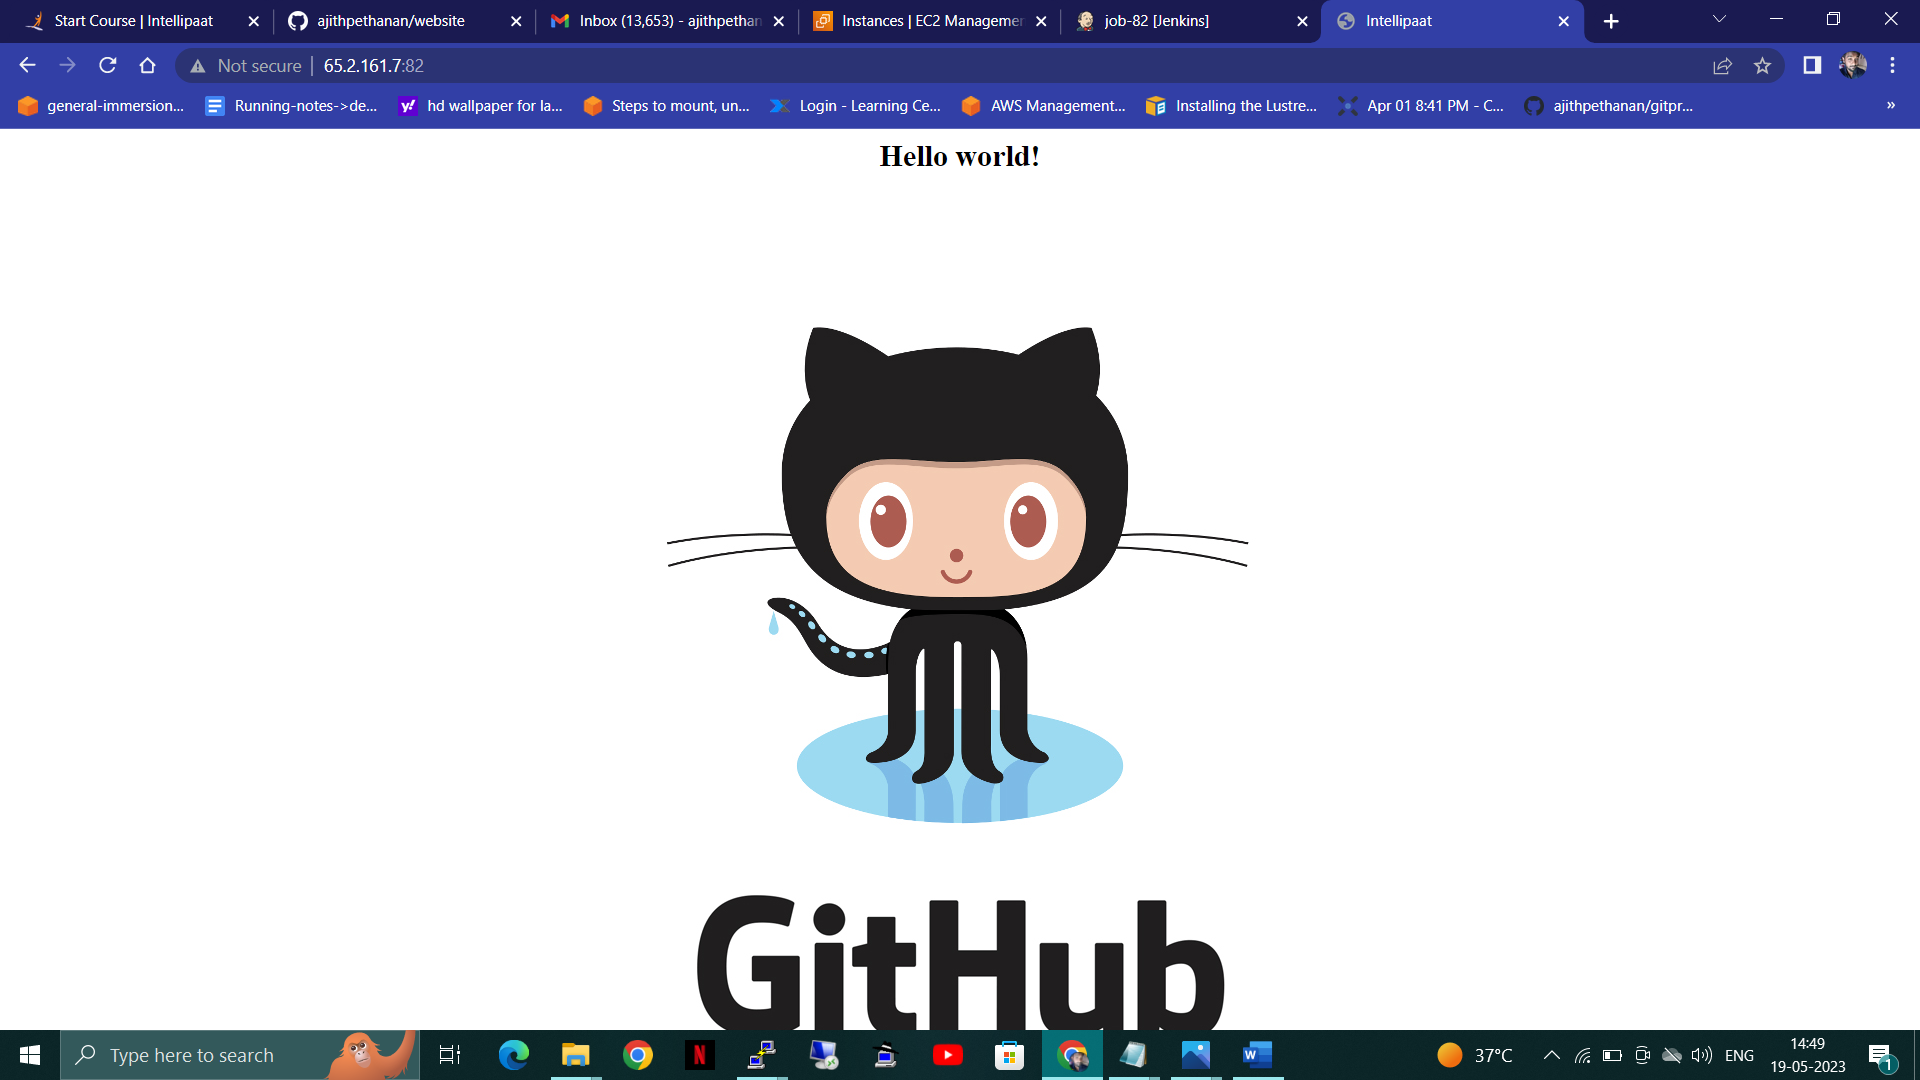 Start Course | Intellipaat
ajithpethanan/website
Inbox (13,653) - ajithpethan
Instances | EC2 Managemen
job-82 [Jenkins]
Intellipaat
Not secure
65.2.161.7:82
general-immersion...
Running-notes->de...
y!
hd wallpaper for la...
Steps to mount, un...
Login - Learning Ce...
AWS Management...
Installing the Lustre...
Apr 01 8:41 PM - C...
ajithpethanan/gitpr...
»
Hello world!
GitHub
Type here to search
N
W
37°C
ENG
14:49
19-05-2023
1